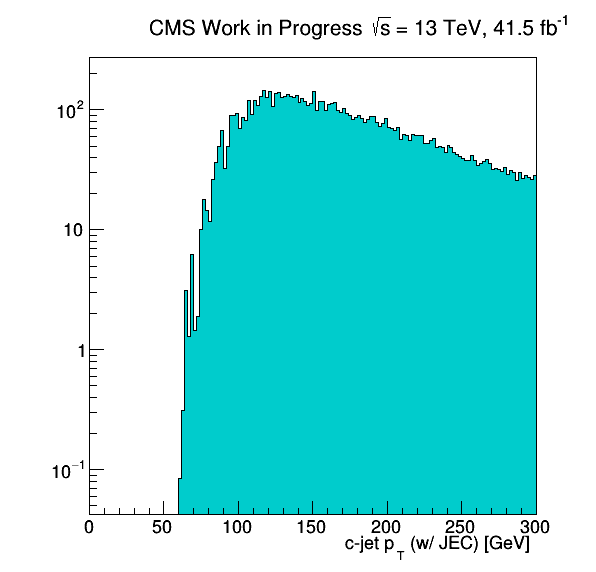 CMS Work in Progress √s = 13 TeV, 41.5 fb⁻¹
10²
10
1
10⁻¹
0 50 100 150 200 250 300
c-jet p_T (w/ JEC) [GeV]